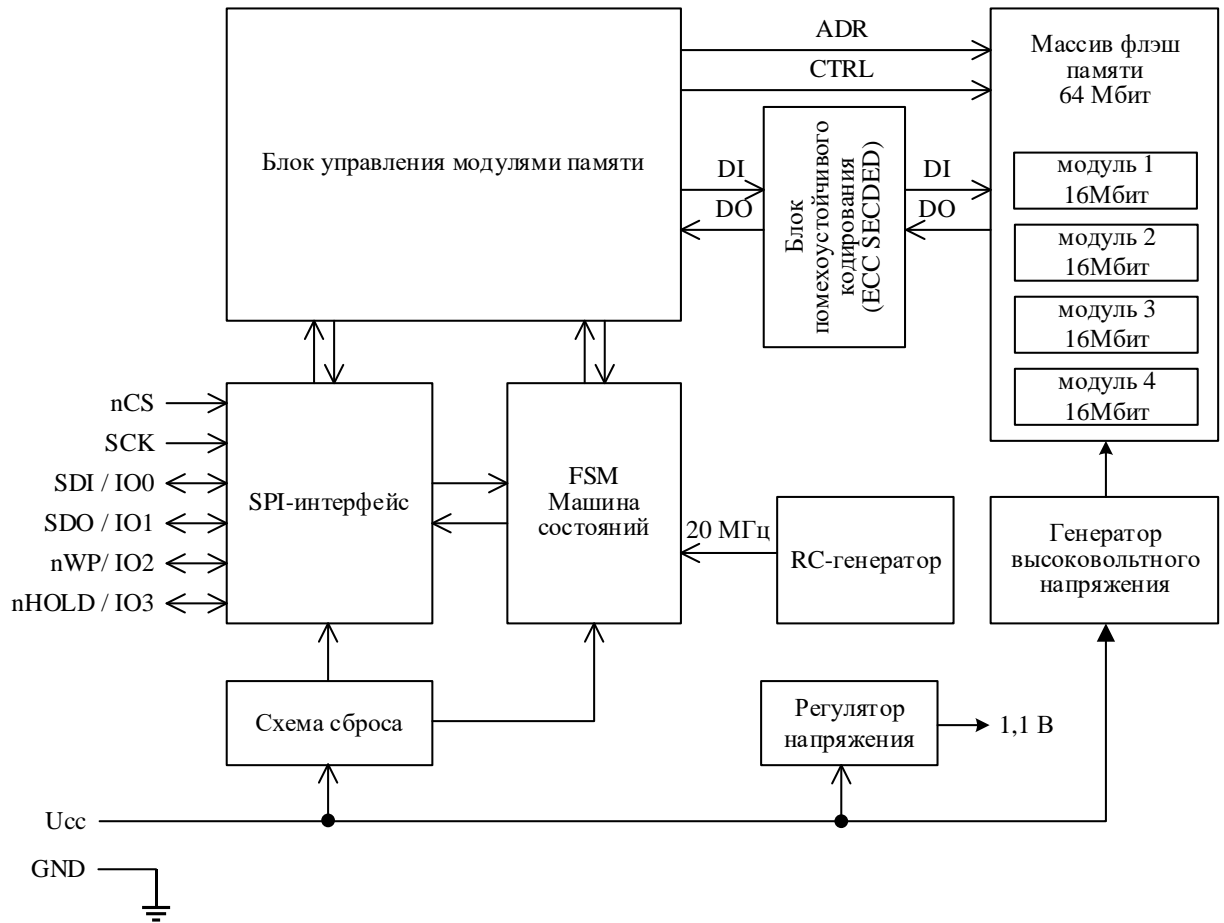 ADR
CTRL
Массив флэш
памяти
64 Мбит
Блок управления модулями памяти
DI
DO
Блок
помехоустойчивого
кодирования
(ECC SECDED)
DI
DO
модуль 1
16Мбит
модуль 2
16Мбит
модуль 3
16Мбит
модуль 4
16Мбит
nCS
SCK
SDI / IO0
SDO / IO1
nWP/ IO2
nHOLD / IO3
SPI-интерфейс
FSM
Машина
состояний
20 МГц
RC-генератор
Генератор
высоковольтного
напряжения
Схема сброса
Регулятор
напряжения
1,1 В
Ucc
GND